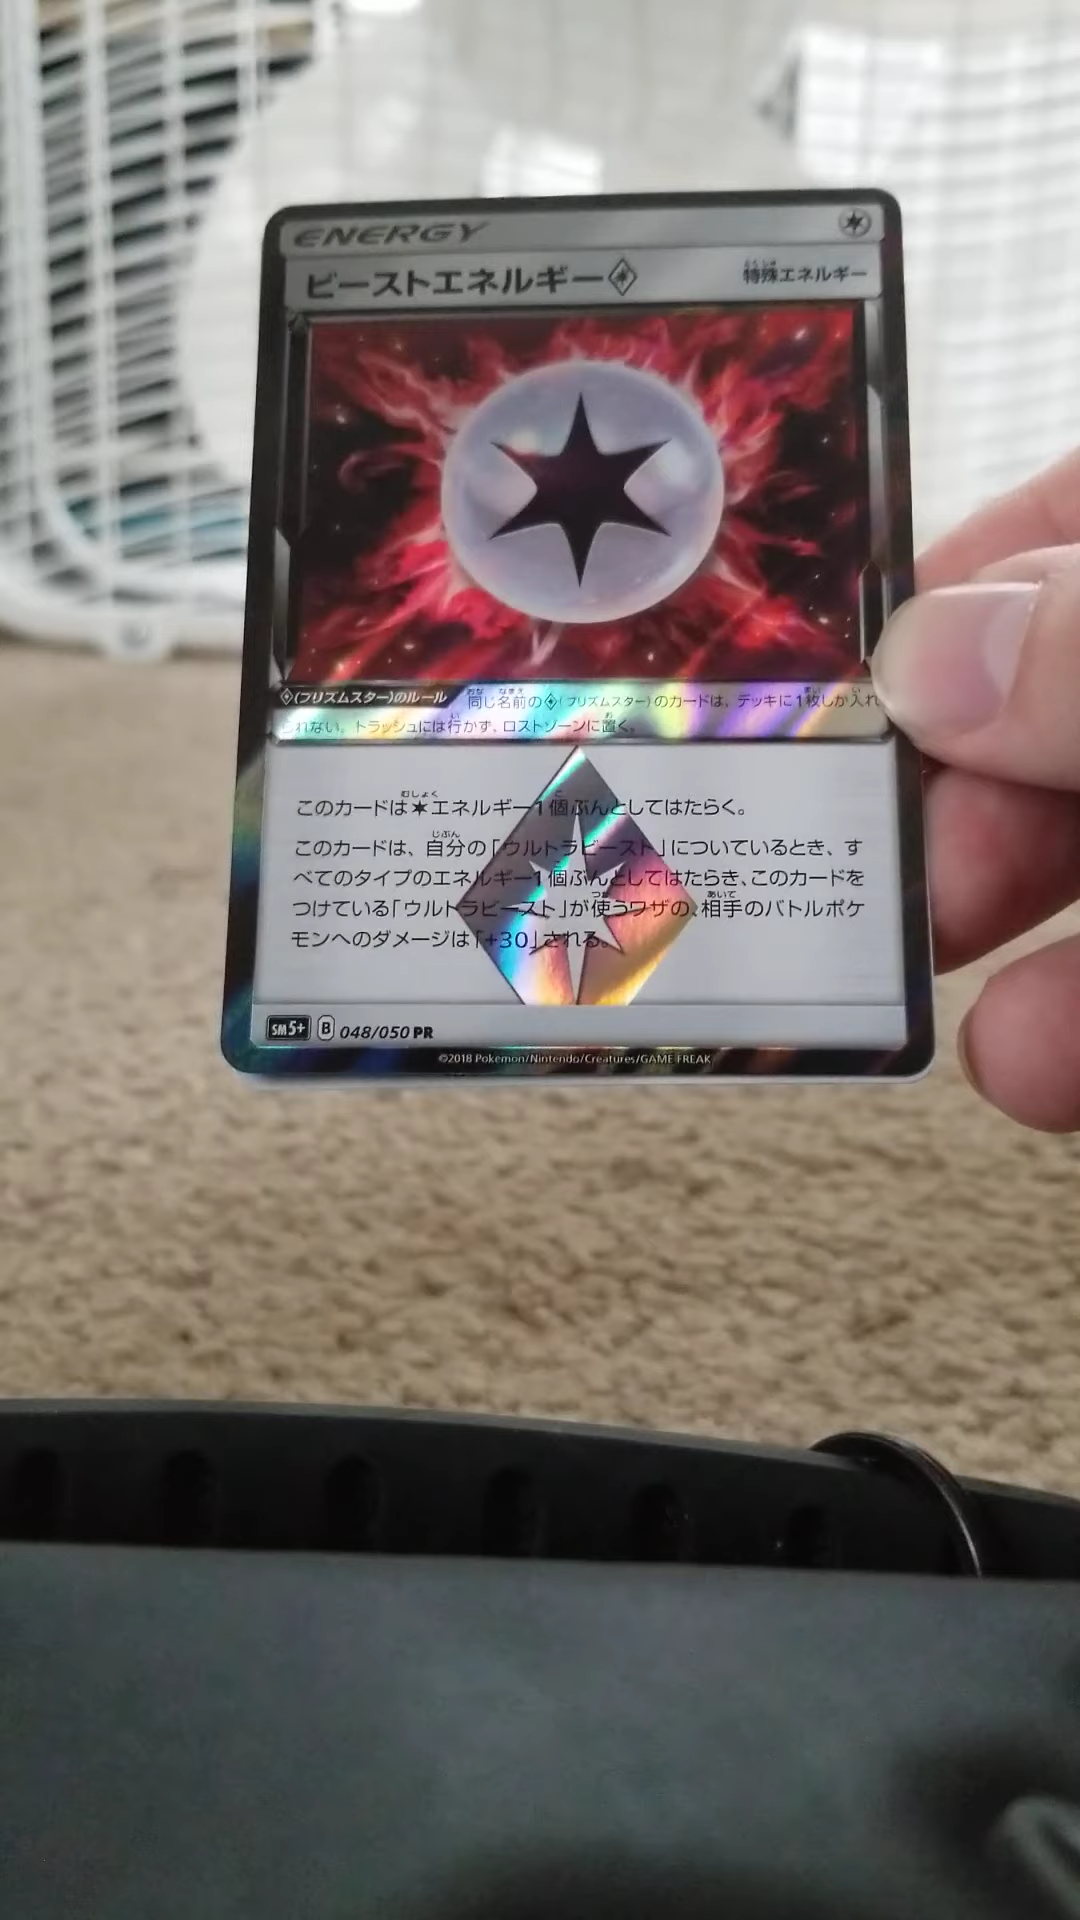 ENERGY
ビーストエネルギー
特殊エネルギー
(プリズムスター)のルール 同じ名前の(プリズムスター)のカードは、デッキに1枚しか入れ
られない。トラッシュには行かず、ロストゾーンに置く。
このカードはエネルギー1個ぶんとしてはたらく。
このカードは、自分の「ウルトラビースト」についているとき、す
べてのタイプのエネルギー1個ぶんとしてはたらき、このカードを
つけている「ウルトラビースト」が使うワザの、相手のバトルポケ
モンへのダメージは「+30」される。
SM5+ B 048/050 PR
©2018 Pokémon/Nintendo/Creatures/GAME FREAK